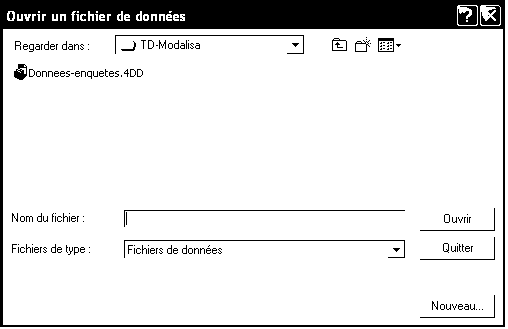 Ouvrir un fichier de données
Regarder dans : TD-Modalisa
Donnees-enquetes.4DD
Nom du fichier : Ouvrir
Fichiers de type : Fichiers de données Quitter
Nouveau...